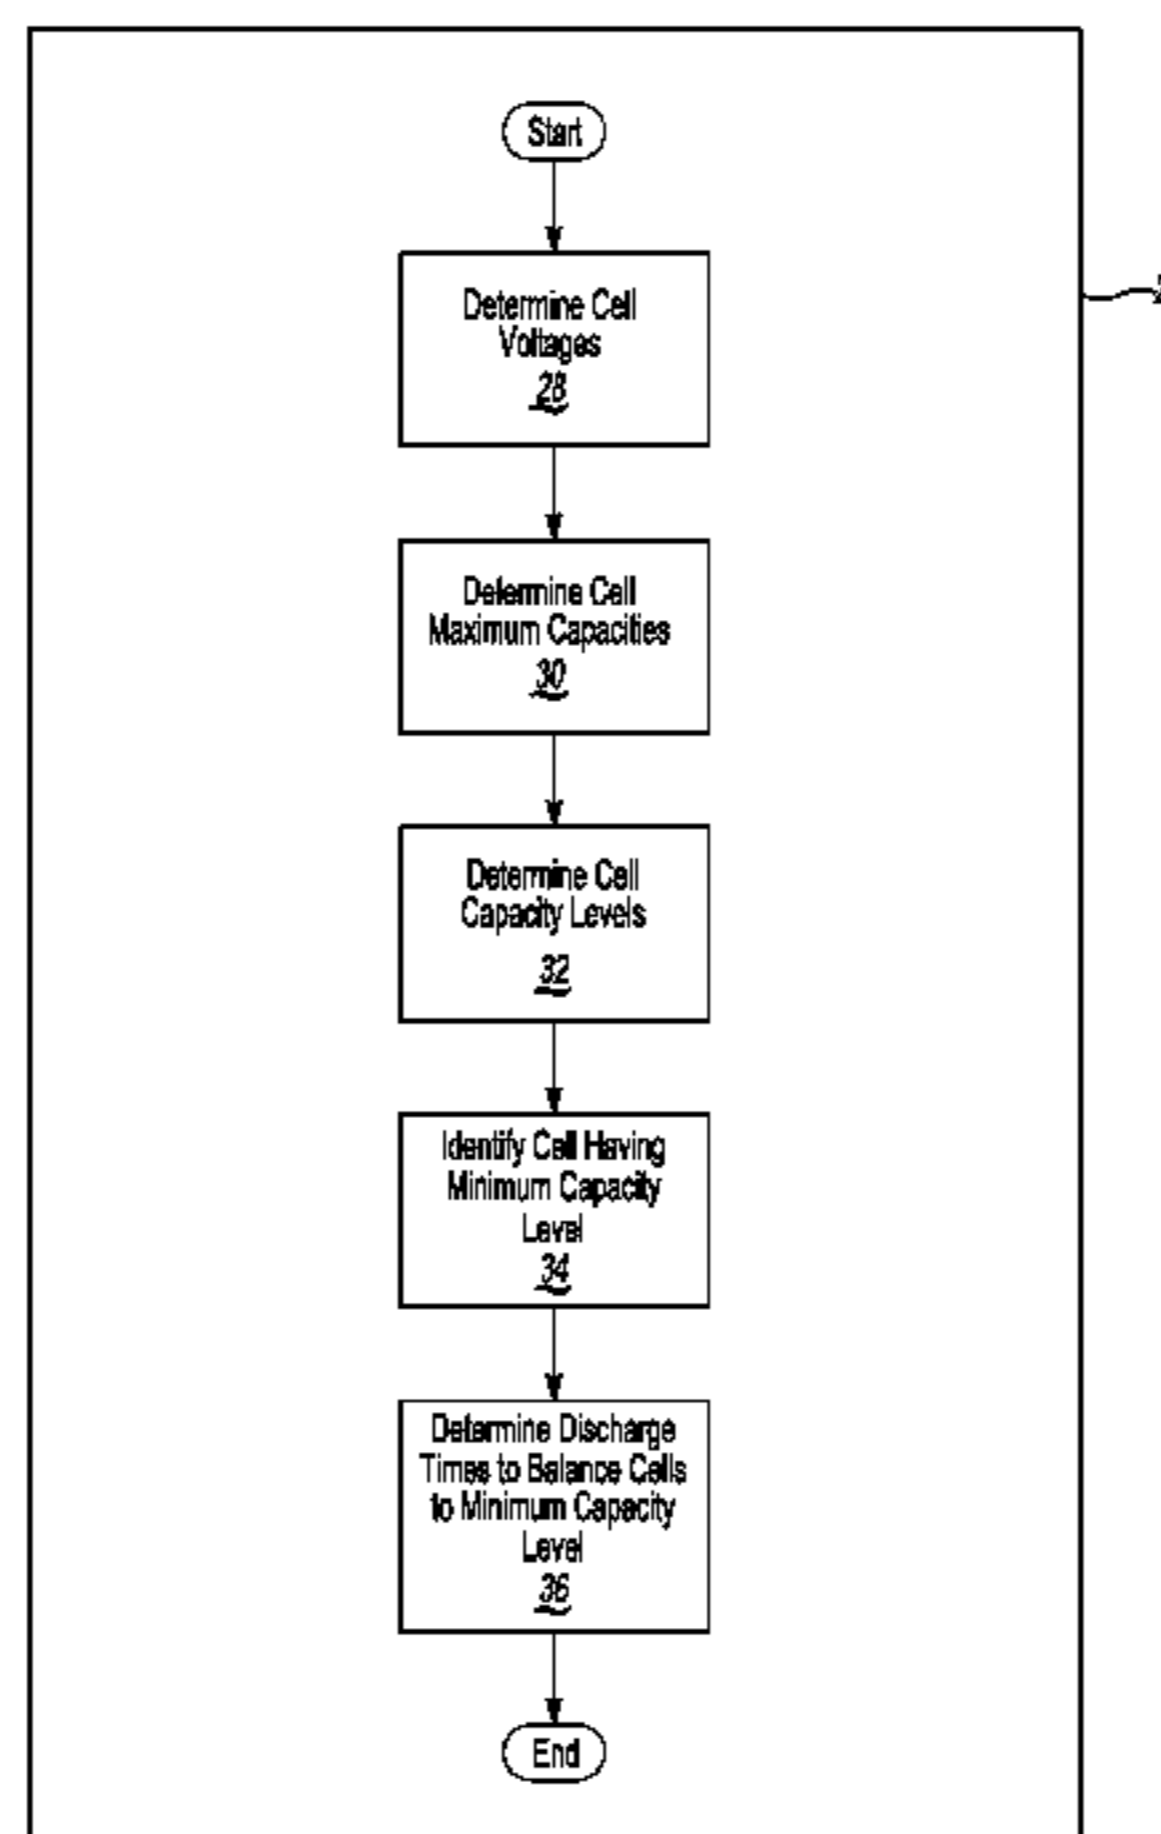 Start
Determine Cell
Voltages
28
Determine Cell
Maximum Capacities
30
Determine Cell
Capacity Levels
32
Identify Cell Having
Minimum Capacity
Level
34
Determine Discharge
Times to Balance Cells
to Minimum Capacity
Level
36
End